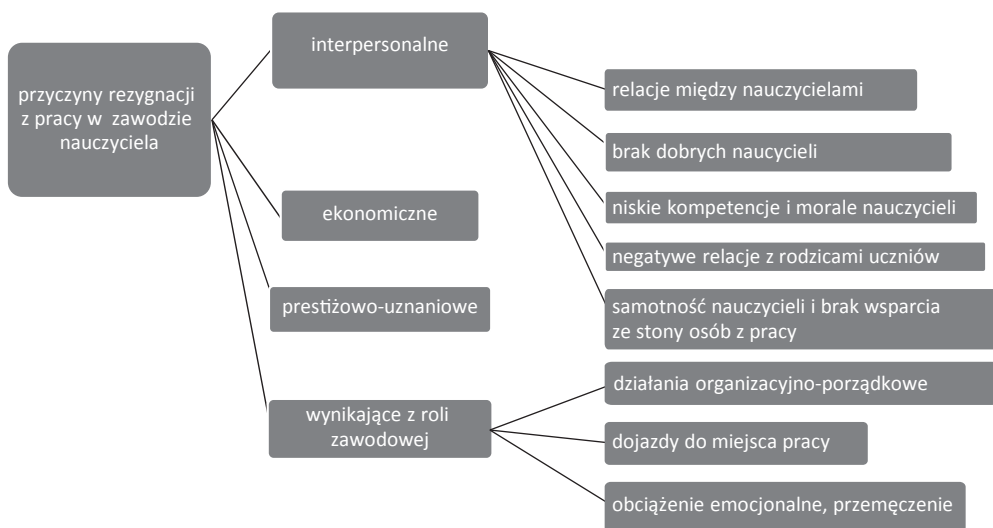 przyczyny rezygnacji
z pracy w zawodzie
nauczyciela
interpersonalne
ekonomiczne
prestiżowo-uznaniowe
wynikające z roli
zawodowej
relacje między nauczycielami
brak dobrych naucycieli
niskie kompetencje i morale nauczycieli
negatywe relacje z rodzicami uczniów
samotność nauczycieli i brak wsparcia
ze stony osób z pracy
działania organizacyjno-porządkowe
dojazdy do miejsca pracy
obciążenie emocjonalne, przemęczenie